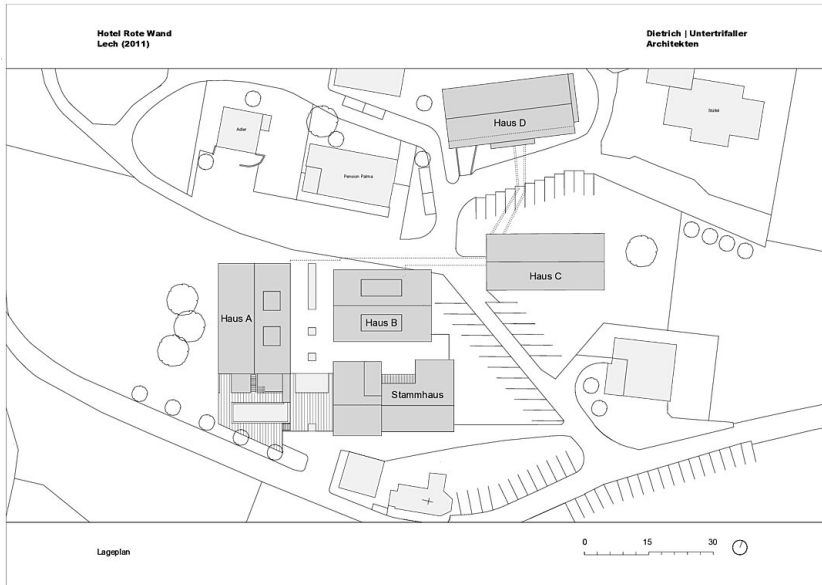 Hotel Rote Wand
Lech (2011)
Dietrich | Untertrifaller
Architekten
Haus D
Adler
Pension Palma
Haus C
Haus A
Haus B
Stammhaus
Lageplan
0
15
30